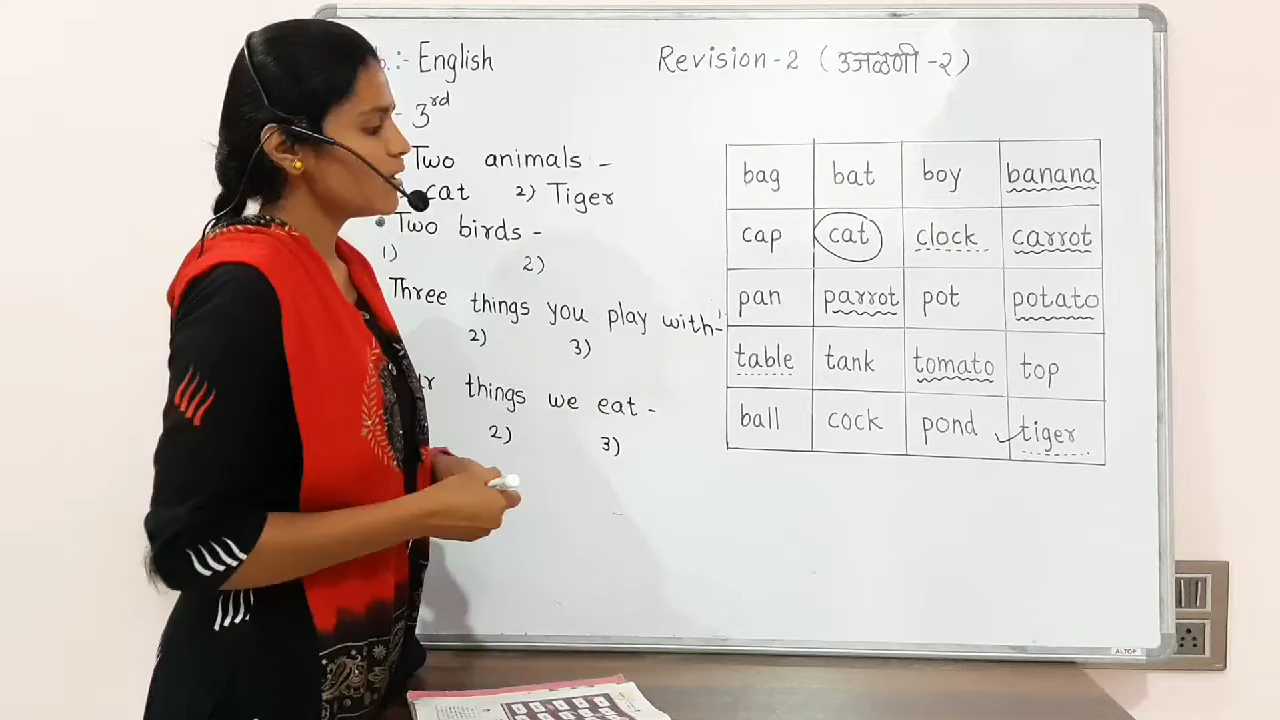 English
Revision-2 (उजळणी-२)
- 3rd
Two animals -
cat 2) Tiger
• Two birds -
1) 2)
Three things you play with-
2) 3)
things we eat -
2) 3)
bag bat boy banana
cap cat clock carrot
pan parrot pot potato
table tank tomato top
ball cock pond tiger
ALTOP